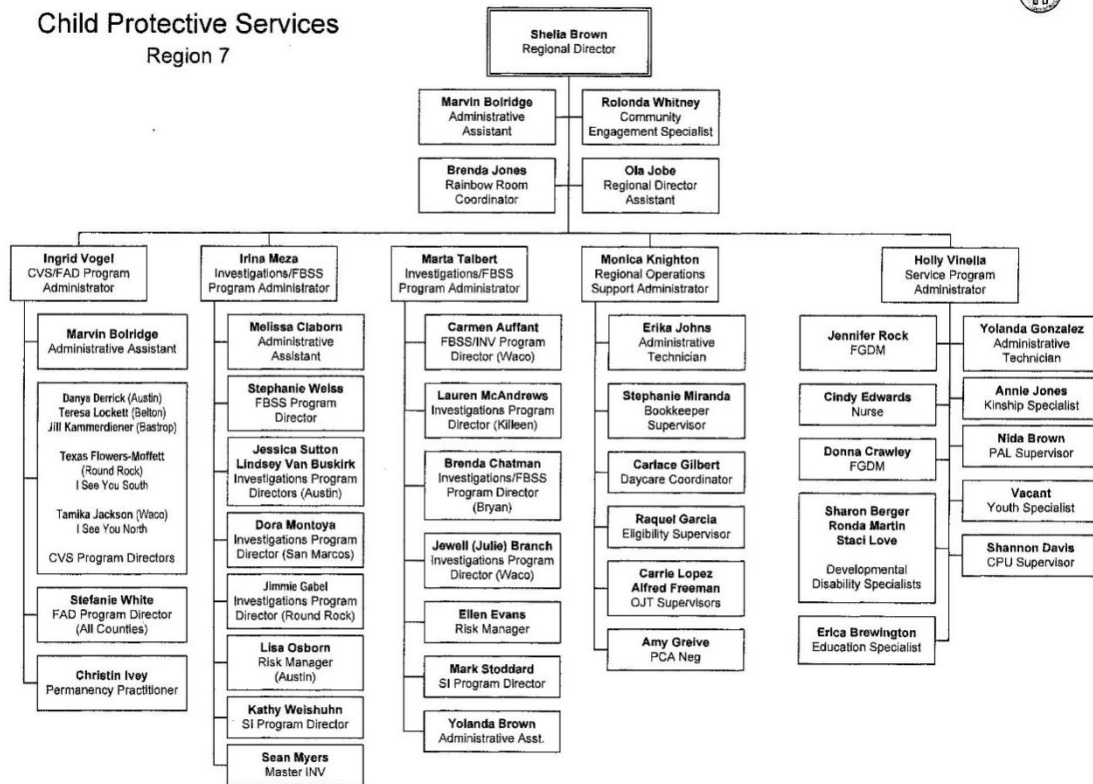 Child Protective Services
Region 7
Shelia Brown
Regional Director
Marvin Bolridge
Administrative
Assistant
Rolonda Whitney
Community
Engagement Specialist
Brenda Jones
Rainbow Room
Coordinator
Ola Jobe
Regional Director
Assistant
Ingrid Vogel
CVS/FAD Program
Administrator
Marvin Bolridge
Administrative Assistant
Danya Derrick (Austin)
Teresa Lockett (Belton)
Jill Kammerdiener (Bastrop)
Texas Flowers-Moffett
(Round Rock)
I See You South
Tamika Jackson (Waco)
I See You North
CVS Program Directors
Stefanie White
FAD Program Director
(All Counties)
Christin Ivey
Permanency Practitioner
Irina Meza
Investigations/FBSS
Program Administrator
Melissa Claborn
Administrative
Assistant
Stephanie Weiss
FBSS Program
Director
Jessica Sutton
Lindsey Van Buskirk
Investigations Program
Directors (Austin)
Dora Montoya
Investigations Program
Director (San Marcos)
Jimmie Gabel
Investigations Program
Director (Round Rock)
Lisa Osborn
Risk Manager
(Austin)
Kathy Weishuhn
SI Program Director
Sean Myers
Master INV
Marta Talbert
Investigations/FBSS
Program Administrator
Carmen Auffant
FBSS/INV Program
Director (Waco)
Lauren McAndrews
Investigations Program
Director (Killeen)
Brenda Chatman
Investigations/FBSS
Program Director
(Bryan)
Jewell (Julie) Branch
Investigations Program
Director (Waco)
Ellen Evans
Risk Manager
Mark Stoddard
SI Program Director
Yolanda Brown
Administrative Asst.
Monica Knighton
Regional Operations
Support Administrator
Erika Johns
Administrative
Technician
Stephanie Miranda
Bookkeeper
Supervisor
Carlace Gilbert
Daycare Coordinator
Raquel Garcia
Eligibility Supervisor
Carrie Lopez
Alfred Freeman
OJT Supervisors
Amy Greive
PCA Neg
Holly Vinella
Service Program
Administrator
Jennifer Rock
FGDM
Cindy Edwards
Nurse
Donna Crawley
FGDM
Sharon Berger
Ronda Martin
Staci Love
Developmental
Disability Specialists
Erica Brewington
Education Specialist
Yolanda Gonzalez
Administrative
Technician
Annie Jones
Kinship Specialist
Nida Brown
PAL Supervisor
Vacant
Youth Specialist
Shannon Davis
CPU Supervisor